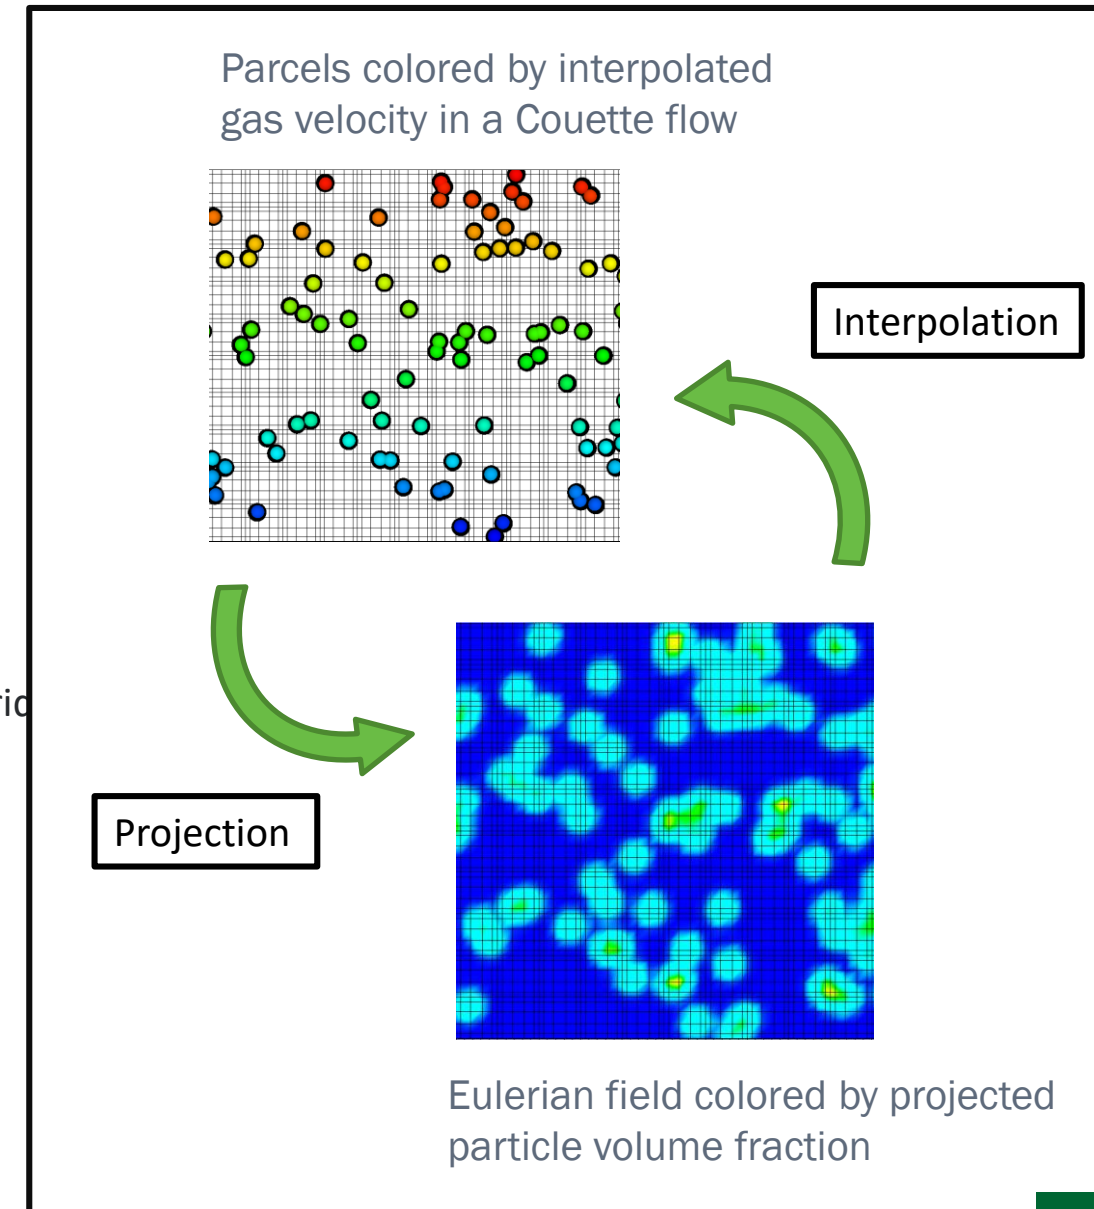 Parcels colored by interpolated
gas velocity in a Couette flow
Interpolation
Projection
Eulerian field colored by projected
particle volume fraction